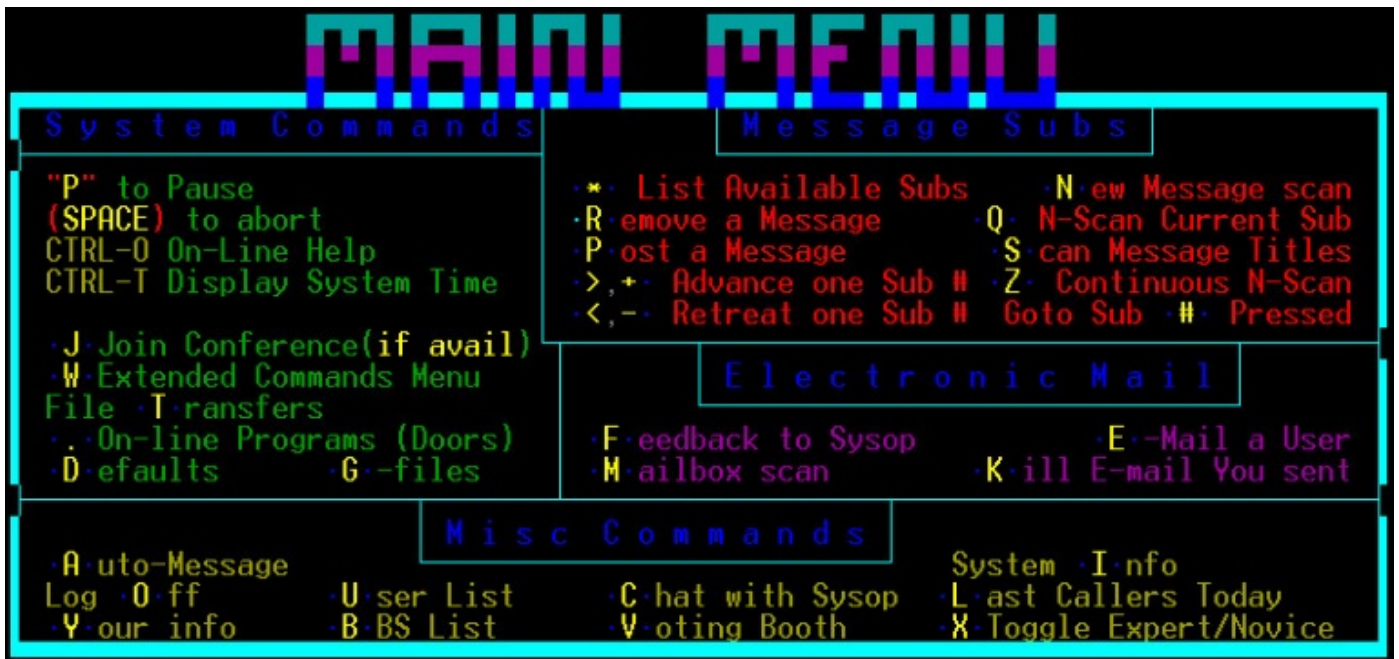 MAIN MENU
System Commands
"P" to Pause
(SPACE) to abort
CTRL-O On-Line Help
CTRL-T Display System Time
·J·Join Conference(if avail)
·W·Extended Commands Menu
File ·T·ransfers
·.·On-line Programs (Doors)
·D·efaults ·G·-files
Message Subs
·*· List Available Subs ·N·ew Message scan
·R·emove a Message ·Q· N-Scan Current Sub
·P·ost a Message ·S·can Message Titles
·>,+· Advance one Sub # ·Z· Continuous N-Scan
·<,-· Retreat one Sub # Goto Sub ·#· Pressed
Electronic Mail
·F·eedback to Sysop ·E·-Mail a User
·M·ailbox scan ·K·ill E-mail You sent
Misc Commands
·A·uto-Message System ·I·nfo
Log ·O·ff ·U·ser List ·C·hat with Sysop ·L·ast Callers Today
·Y·our info ·B·BS List ·V·oting Booth ·X·Toggle Expert/Novice